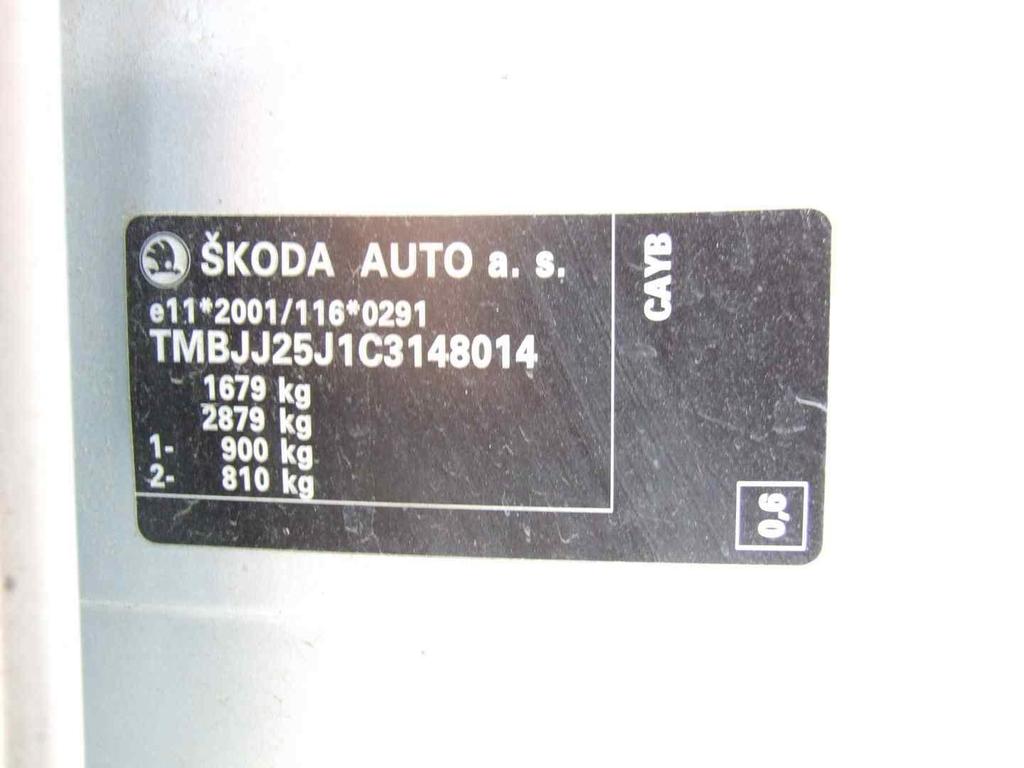 ŠKODA AUTO a. s.
e11*2001/116*0291
TMBJJ25J1C3148014
1679 kg
2879 kg
1- 900 kg
2- 810 kg
CAYB
0,6